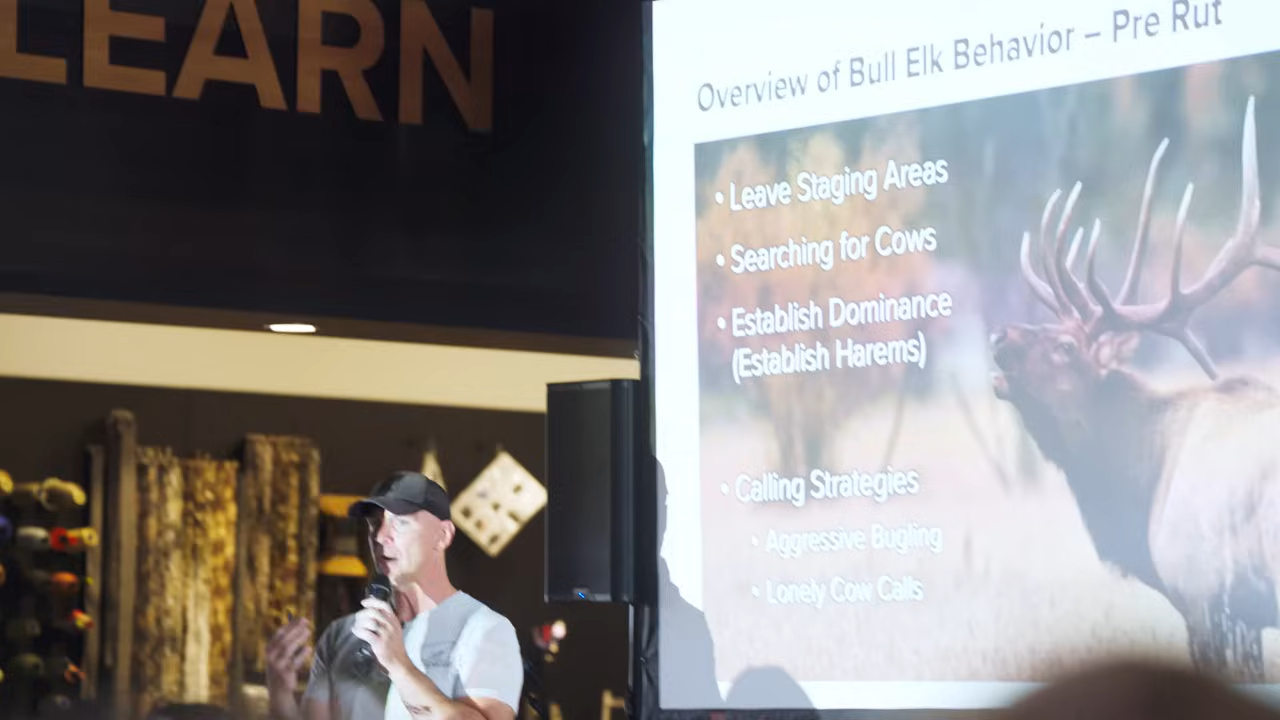 LEARN
Overview of Bull Elk Behavior – Pre Rut
• Leave Staging Areas
• Searching for Cows
• Establish Dominance
(Establish Harems)
• Calling Strategies
• Aggressive Bugling
• Lonely Cow Calls